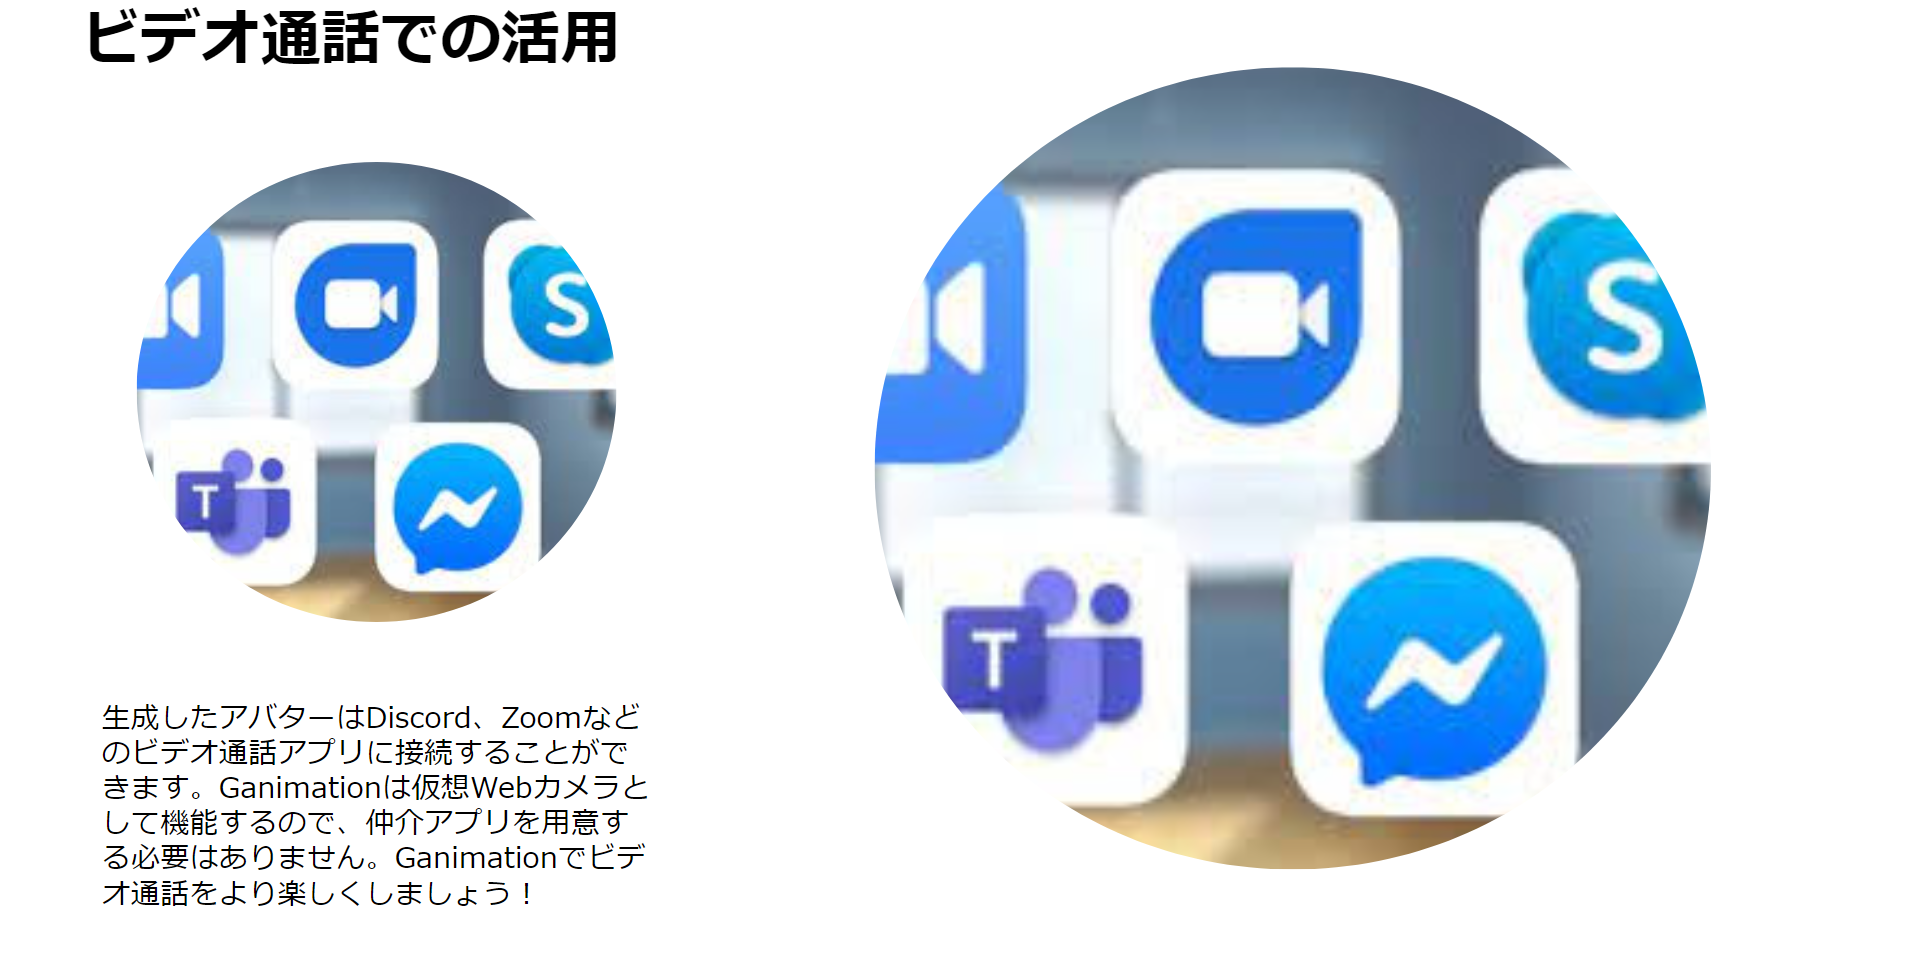 ビデオ通話での活用
S
T
S
T
生成したアバターはDiscord、Zoomなど
のビデオ通話アプリに接続することがで
きます。Ganimationは仮想Webカメラと
して機能するので、仲介アプリを用意す
る必要はありません。Ganimationでビデ
オ通話をより楽しくしましょう！